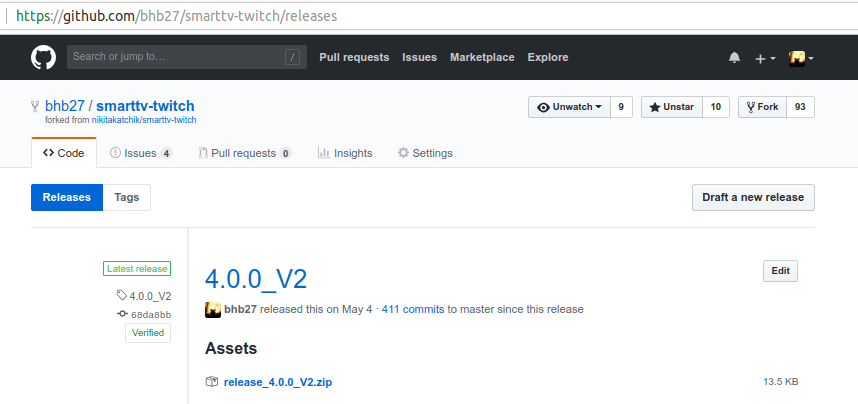 https://github.com/bhb27/smarttv-twitch/releases
Search or jump to… / Pull requests Issues Marketplace Explore
bhb27 / smarttv-twitch Unwatch 9 Unstar 10 Fork 93
forked from nikitakatchik/smarttv-twitch
Code Issues 4 Pull requests 0 Insights Settings
Releases Tags Draft a new release
Latest release
4.0.0_V2 Edit
4.0.0_V2
bhb27 released this on May 4 · 411 commits to master since this release
68da8bb
Verified
Assets
release_4.0.0_V2.zip 13.5 KB